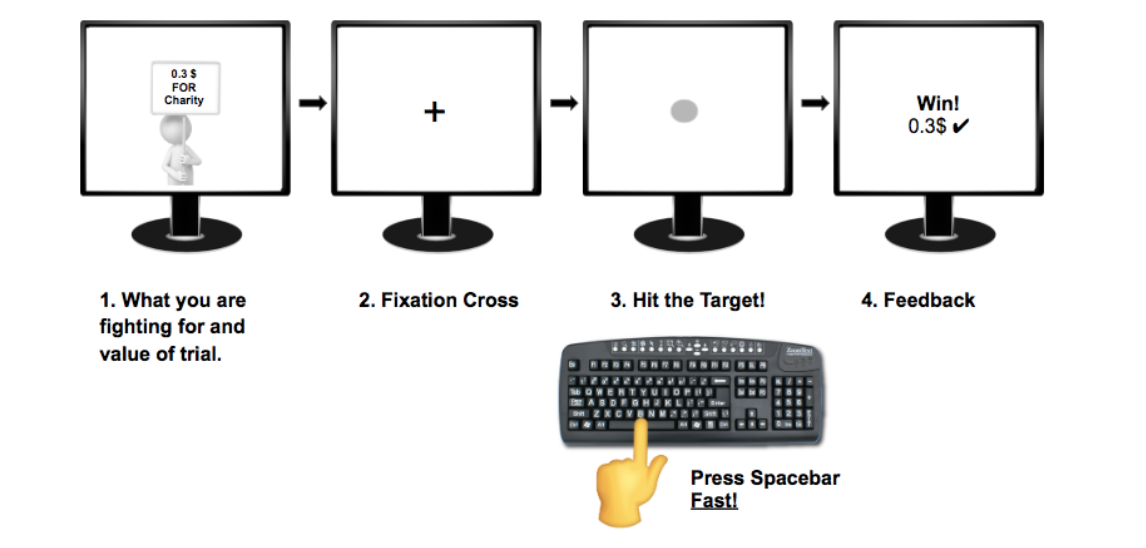 0.3 $
FOR
Charity
+
Win!
0.3$ ✔
1. What you are
fighting for and
value of trial.
2. Fixation Cross
3. Hit the Target!
4. Feedback
Q W E R T Y U I O P
A S D F G H J K L
Z X C V B N M
Press Spacebar
Fast!